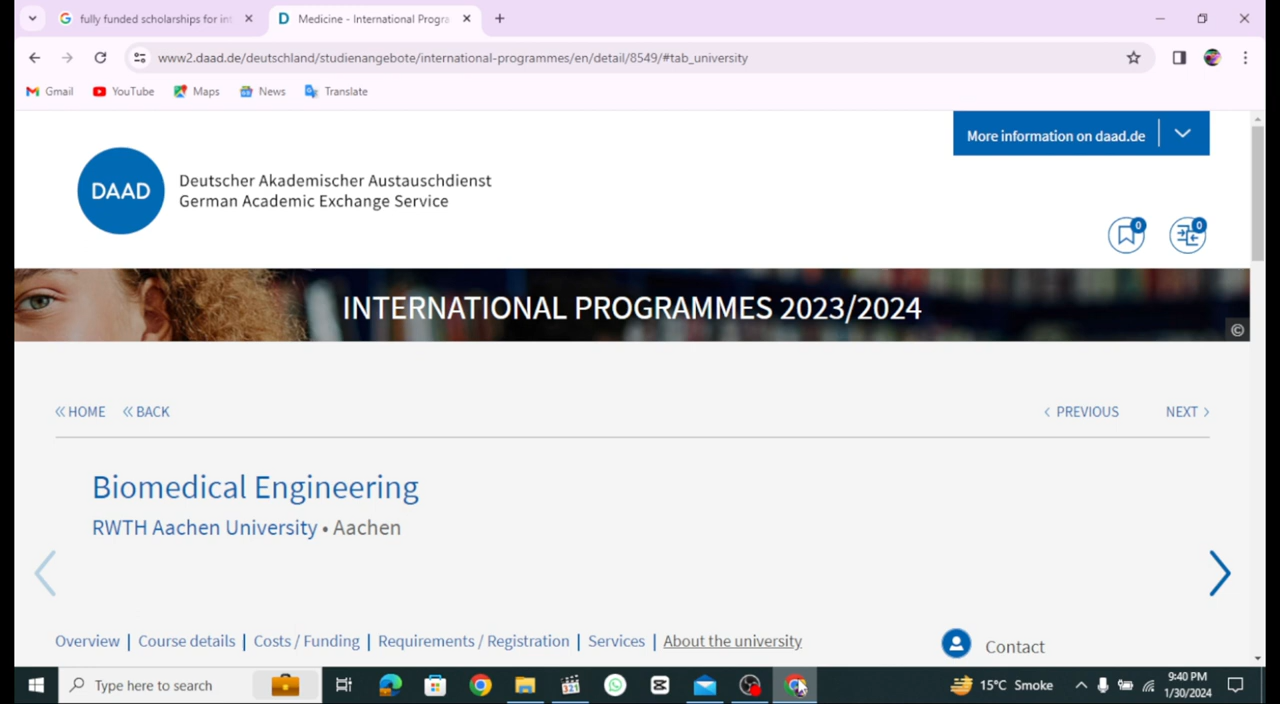 fully funded scholarships for int
Medicine - International Progra
www2.daad.de/deutschland/studienangebote/international-programmes/en/detail/8549/#tab_university
Gmail YouTube Maps News Translate
More information on daad.de
DAAD
Deutscher Akademischer Austauschdienst
German Academic Exchange Service
0 0
INTERNATIONAL PROGRAMMES 2023/2024
©
« HOME « BACK < PREVIOUS NEXT >
Biomedical Engineering
RWTH Aachen University • Aachen
Overview | Course details | Costs / Funding | Requirements / Registration | Services | About the university
Contact
Type here to search
15°C Smoke
9:40 PM
1/30/2024